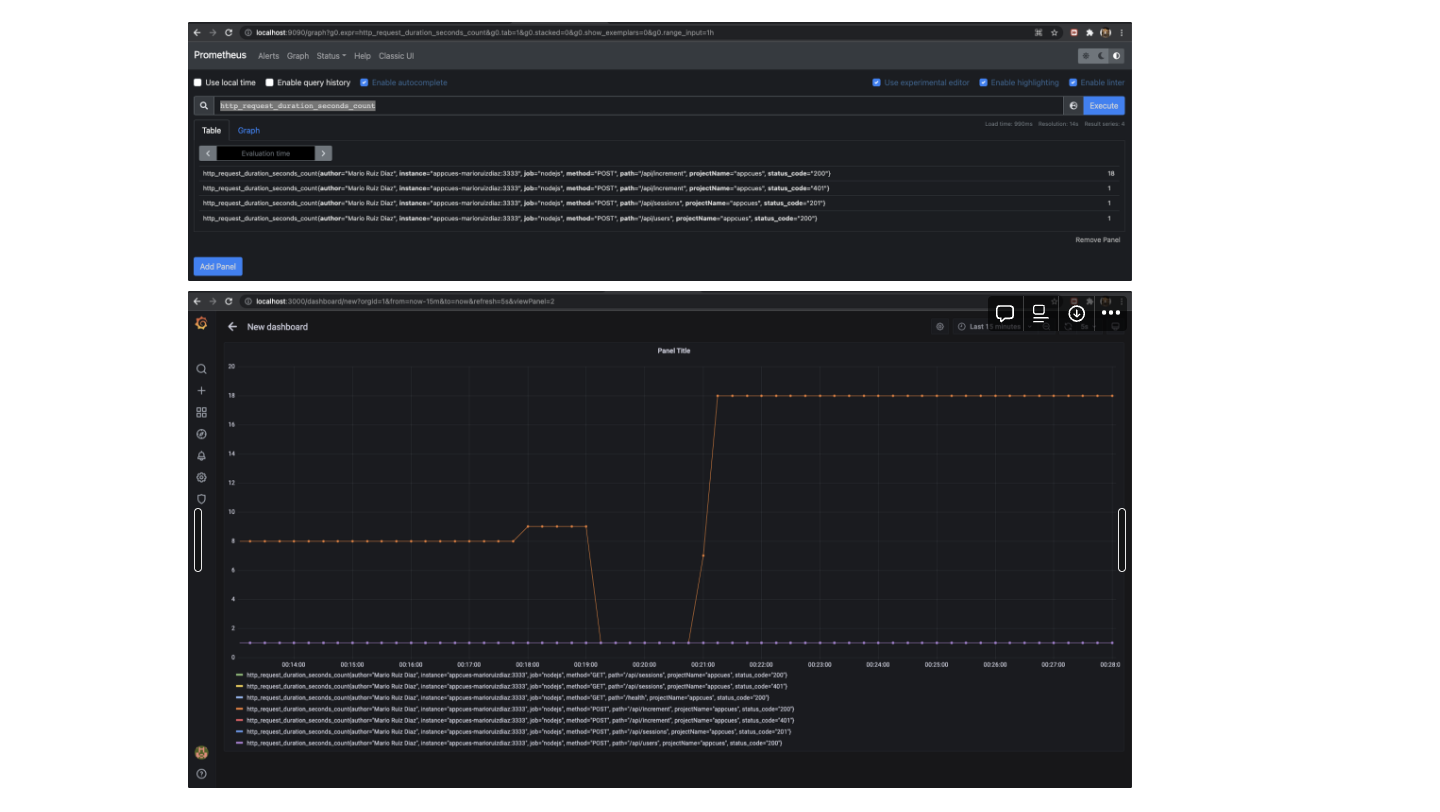 localhost:9090/graph?g0.expr=http_request_duration_seconds_count&g0.tab=1&g0.stacked=0&g0.show_exemplars=0&g0.range_input=1h
Prometheus Alerts Graph Status Help Classic UI
Use local time Enable query history Enable autocomplete Use experimental editor Enable highlighting Enable linter
http_request_duration_seconds_count Execute
Load time: 990ms Resolution: 14s Result series: 4
Table Graph
Evaluation time
http_request_duration_seconds_count{author="Mario Ruiz Diaz", instance="appcues-marioruizdiaz:3333", job="nodejs", method="POST", path="/api/increment", projectName="appcues", status_code="200"} 18
http_request_duration_seconds_count{author="Mario Ruiz Diaz", instance="appcues-marioruizdiaz:3333", job="nodejs", method="POST", path="/api/increment", projectName="appcues", status_code="401"} 1
http_request_duration_seconds_count{author="Mario Ruiz Diaz", instance="appcues-marioruizdiaz:3333", job="nodejs", method="POST", path="/api/sessions", projectName="appcues", status_code="201"} 1
http_request_duration_seconds_count{author="Mario Ruiz Diaz", instance="appcues-marioruizdiaz:3333", job="nodejs", method="POST", path="/api/users", projectName="appcues", status_code="200"} 1
Remove Panel
Add Panel
localhost:3000/dashboard/new?orgId=1&from=now-15m&to=now&refresh=5s&viewPanel=2
New dashboard Last 15 minutes 5s
Panel Title
20
18
16
14
12
10
8
6
4
2
0
00:14:00 00:15:00 00:16:00 00:17:00 00:18:00 00:19:00 00:20:00 00:21:00 00:22:00 00:23:00 00:24:00 00:25:00 00:26:00 00:27:00 00:28:0
http_request_duration_seconds_count{author="Mario Ruiz Diaz", instance="appcues-marioruizdiaz:3333", job="nodejs", method="GET", path="/api/sessions", projectName="appcues", status_code="200"}
http_request_duration_seconds_count{author="Mario Ruiz Diaz", instance="appcues-marioruizdiaz:3333", job="nodejs", method="GET", path="/api/sessions", projectName="appcues", status_code="401"}
http_request_duration_seconds_count{author="Mario Ruiz Diaz", instance="appcues-marioruizdiaz:3333", job="nodejs", method="GET", path="/health", projectName="appcues", status_code="200"}
http_request_duration_seconds_count{author="Mario Ruiz Diaz", instance="appcues-marioruizdiaz:3333", job="nodejs", method="POST", path="/api/increment", projectName="appcues", status_code="200"}
http_request_duration_seconds_count{author="Mario Ruiz Diaz", instance="appcues-marioruizdiaz:3333", job="nodejs", method="POST", path="/api/increment", projectName="appcues", status_code="401"}
http_request_duration_seconds_count{author="Mario Ruiz Diaz", instance="appcues-marioruizdiaz:3333", job="nodejs", method="POST", path="/api/sessions", projectName="appcues", status_code="201"}
http_request_duration_seconds_count{author="Mario Ruiz Diaz", instance="appcues-marioruizdiaz:3333", job="nodejs", method="POST", path="/api/users", projectName="appcues", status_code="200"}